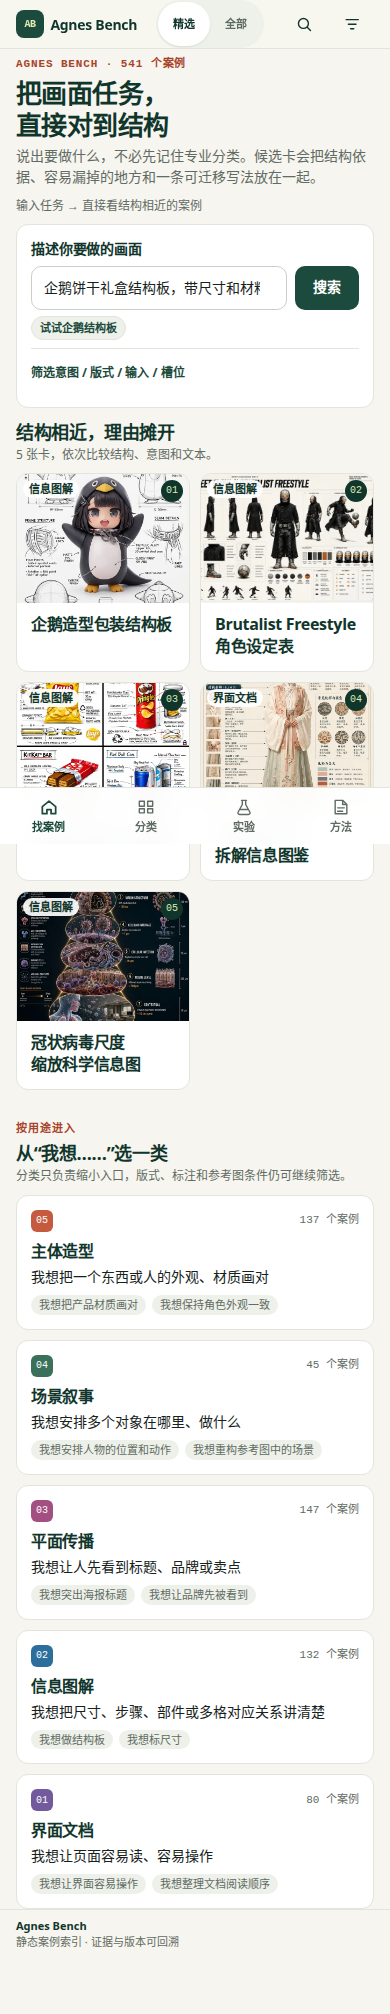 AB Agnes Bench 精选 全部
AGNES BENCH · 541 个案例
把画面任务，
直接对到结构
说出要做什么，不必先记住专业分类。候选卡会把结构依
据、容易漏掉的地方和一条可迁移写法放在一起。
输入任务 → 直接看结构相近的案例
描述你要做的画面
企鹅饼干礼盒结构板，带尺寸和材料
搜索
试试企鹅结构板
筛选意图 / 版式 / 输入 / 槽位
结构相近，理由摊开
5 张卡，依次比较结构、意图和文本。
信息图解 01
企鹅造型包装结构板
信息图解 02
BRUTALIST FREESTYLE
Brutalist Freestyle
角色设定表
信息图解 03
界面文档 04
找案例 分类 实验 方法
拆解信息图鉴
信息图解 05
冠状病毒尺度
缩放科学信息图
按用途进入
从“我想……”选一类
分类只负责缩小入口，版式、标注和参考图条件仍可继续筛选。
05 137 个案例
主体造型
我想把一个东西或人的外观、材质画对
我想把产品材质画对 我想保持角色外观一致
04 45 个案例
场景叙事
我想安排多个对象在哪里、做什么
我想安排人物的位置和动作 我想重构参考图中的场景
03 147 个案例
平面传播
我想让人先看到标题、品牌或卖点
我想突出海报标题 我想让品牌先被看到
02 132 个案例
信息图解
我想把尺寸、步骤、部件或多格对应关系讲清楚
我想做结构板 我想标尺寸
01 80 个案例
界面文档
我想让页面容易读、容易操作
我想让界面容易操作 我想整理文档阅读顺序
Agnes Bench
静态案例索引 · 证据与版本可回溯